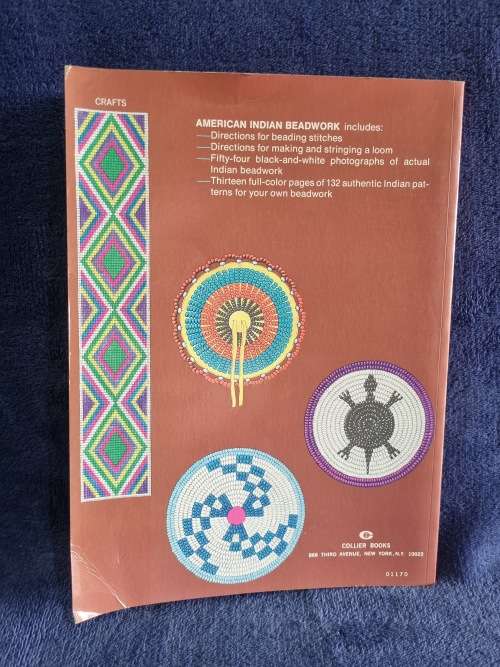 CRAFTS
AMERICAN INDIAN BEADWORK includes:
—Directions for beading stitches
—Directions for making and stringing a loom
—Fifty-four black-and-white photographs of actual
Indian beadwork
—Thirteen full-color pages of 132 authentic Indian pat-
terns for your own beadwork
COLLIER BOOKS
866 THIRD AVENUE, NEW YORK, N.Y. 10022
01170